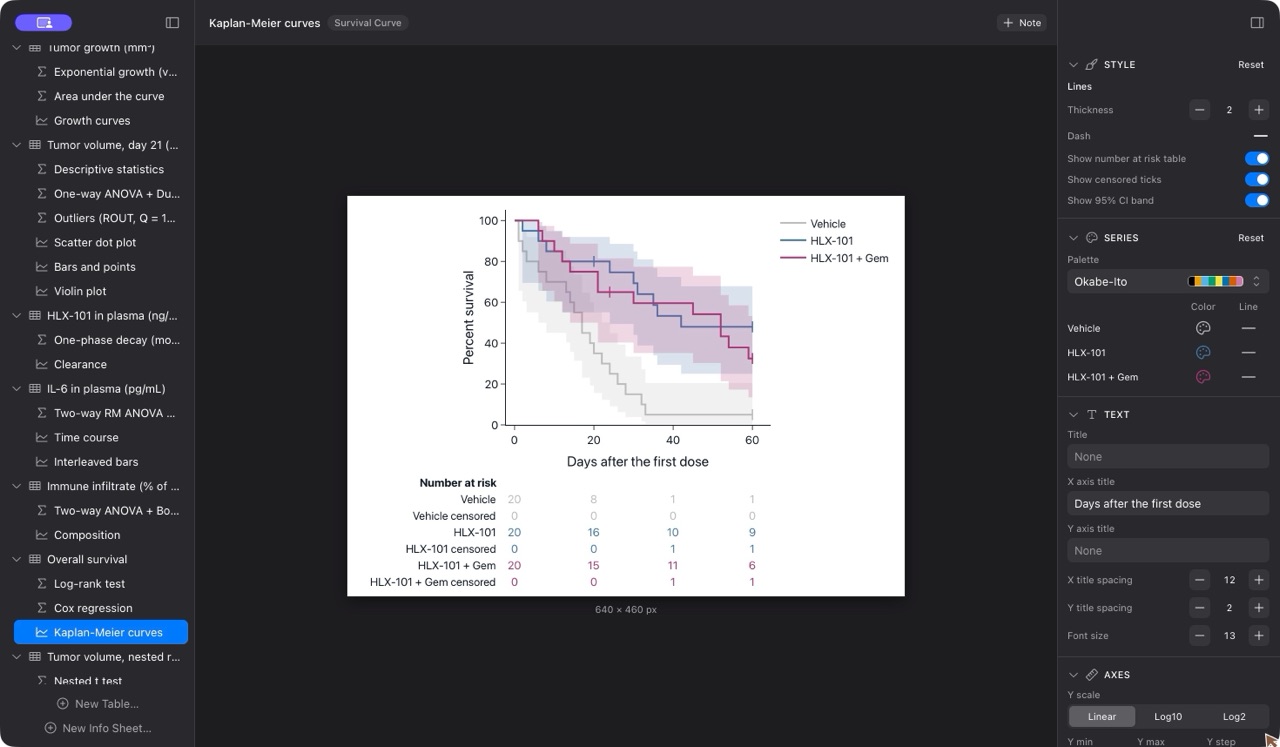 Kaplan-Meier curves Survival Curve
Note
Tumor growth (mm³)
Exponential growth (v...
Area under the curve
Growth curves
Tumor volume, day 21 (...
Descriptive statistics
One-way ANOVA + Du...
Outliers (ROUT, Q = 1...
Scatter dot plot
Bars and points
Violin plot
HLX-101 in plasma (ng/...
One-phase decay (mo...
Clearance
IL-6 in plasma (pg/mL)
Two-way RM ANOVA ...
Time course
Interleaved bars
Immune infiltrate (% of ...
Two-way ANOVA + Bo...
Composition
Overall survival
Log-rank test
Cox regression
Kaplan-Meier curves
Tumor volume, nested r...
Nested t test
New Table...
New Info Sheet...
Percent survival
100
80
60
40
20
0
0 20 40 60
Days after the first dose
Vehicle
HLX-101
HLX-101 + Gem
Number at risk
Vehicle 20 8 1 1
Vehicle censored 0 0 0 0
HLX-101 20 16 10 9
HLX-101 censored 0 0 1 1
HLX-101 + Gem 20 15 11 6
HLX-101 + Gem censored 0 0 1 1
640 × 460 px
STYLE Reset
Lines
Thickness 2
Dash
Show number at risk table
Show censored ticks
Show 95% CI band
SERIES Reset
Palette
Okabe-Ito
Color Line
Vehicle
HLX-101
HLX-101 + Gem
TEXT
Title
None
X axis title
Days after the first dose
Y axis title
None
X title spacing 12
Y title spacing 2
Font size 13
AXES
Y scale
Linear Log10 Log2
Y min Y max Y step